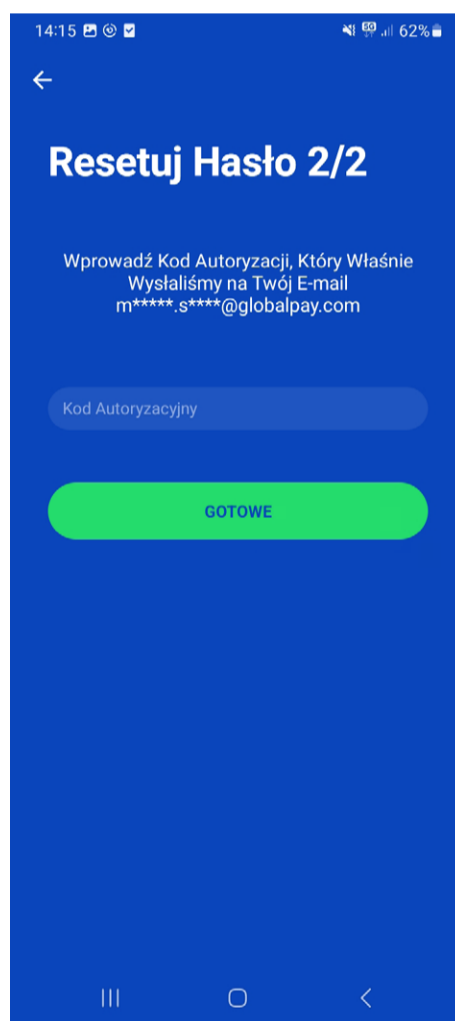 14:15
5G 62%
Resetuj Hasło 2/2
Wprowadź Kod Autoryzacji, Który Właśnie
Wysłaliśmy na Twój E-mail
m*****.s****@globalpay.com
Kod Autoryzacyjny
GOTOWE